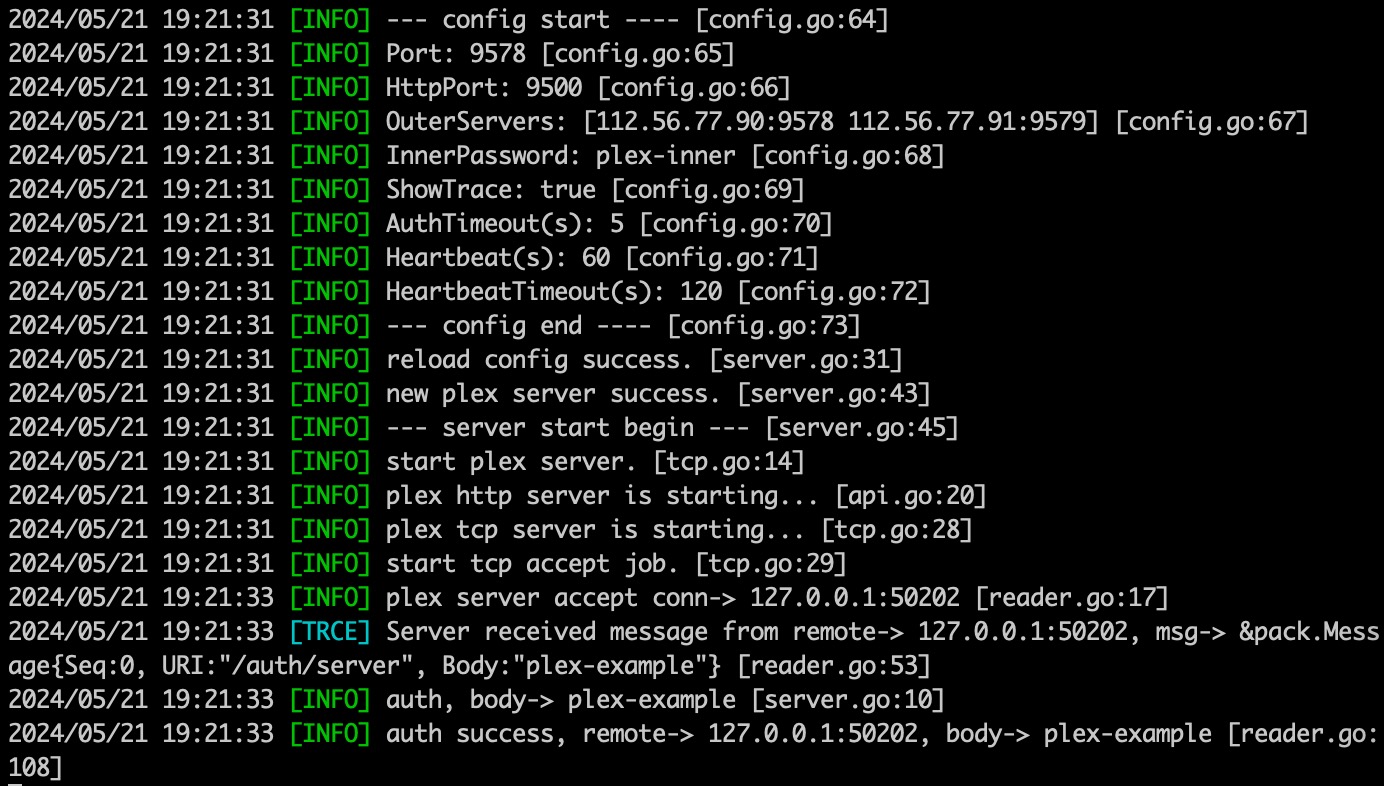 2024/05/21 19:21:31 [INFO] --- config start ---- [config.go:64]
2024/05/21 19:21:31 [INFO] Port: 9578 [config.go:65]
2024/05/21 19:21:31 [INFO] HttpPort: 9500 [config.go:66]
2024/05/21 19:21:31 [INFO] OuterServers: [112.56.77.90:9578 112.56.77.91:9579] [config.go:67]
2024/05/21 19:21:31 [INFO] InnerPassword: plex-inner [config.go:68]
2024/05/21 19:21:31 [INFO] ShowTrace: true [config.go:69]
2024/05/21 19:21:31 [INFO] AuthTimeout(s): 5 [config.go:70]
2024/05/21 19:21:31 [INFO] Heartbeat(s): 60 [config.go:71]
2024/05/21 19:21:31 [INFO] HeartbeatTimeout(s): 120 [config.go:72]
2024/05/21 19:21:31 [INFO] --- config end ---- [config.go:73]
2024/05/21 19:21:31 [INFO] reload config success. [server.go:31]
2024/05/21 19:21:31 [INFO] new plex server success. [server.go:43]
2024/05/21 19:21:31 [INFO] --- server start begin --- [server.go:45]
2024/05/21 19:21:31 [INFO] start plex server. [tcp.go:14]
2024/05/21 19:21:31 [INFO] plex http server is starting... [api.go:20]
2024/05/21 19:21:31 [INFO] plex tcp server is starting... [tcp.go:28]
2024/05/21 19:21:31 [INFO] start tcp accept job. [tcp.go:29]
2024/05/21 19:21:33 [INFO] plex server accept conn-> 127.0.0.1:50202 [reader.go:17]
2024/05/21 19:21:33 [TRCE] Server received message from remote-> 127.0.0.1:50202, msg-> &pack.Mess
age{Seq:0, URI:"/auth/server", Body:"plex-example"} [reader.go:53]
2024/05/21 19:21:33 [INFO] auth, body-> plex-example [server.go:10]
2024/05/21 19:21:33 [INFO] auth success, remote-> 127.0.0.1:50202, body-> plex-example [reader.go:
108]